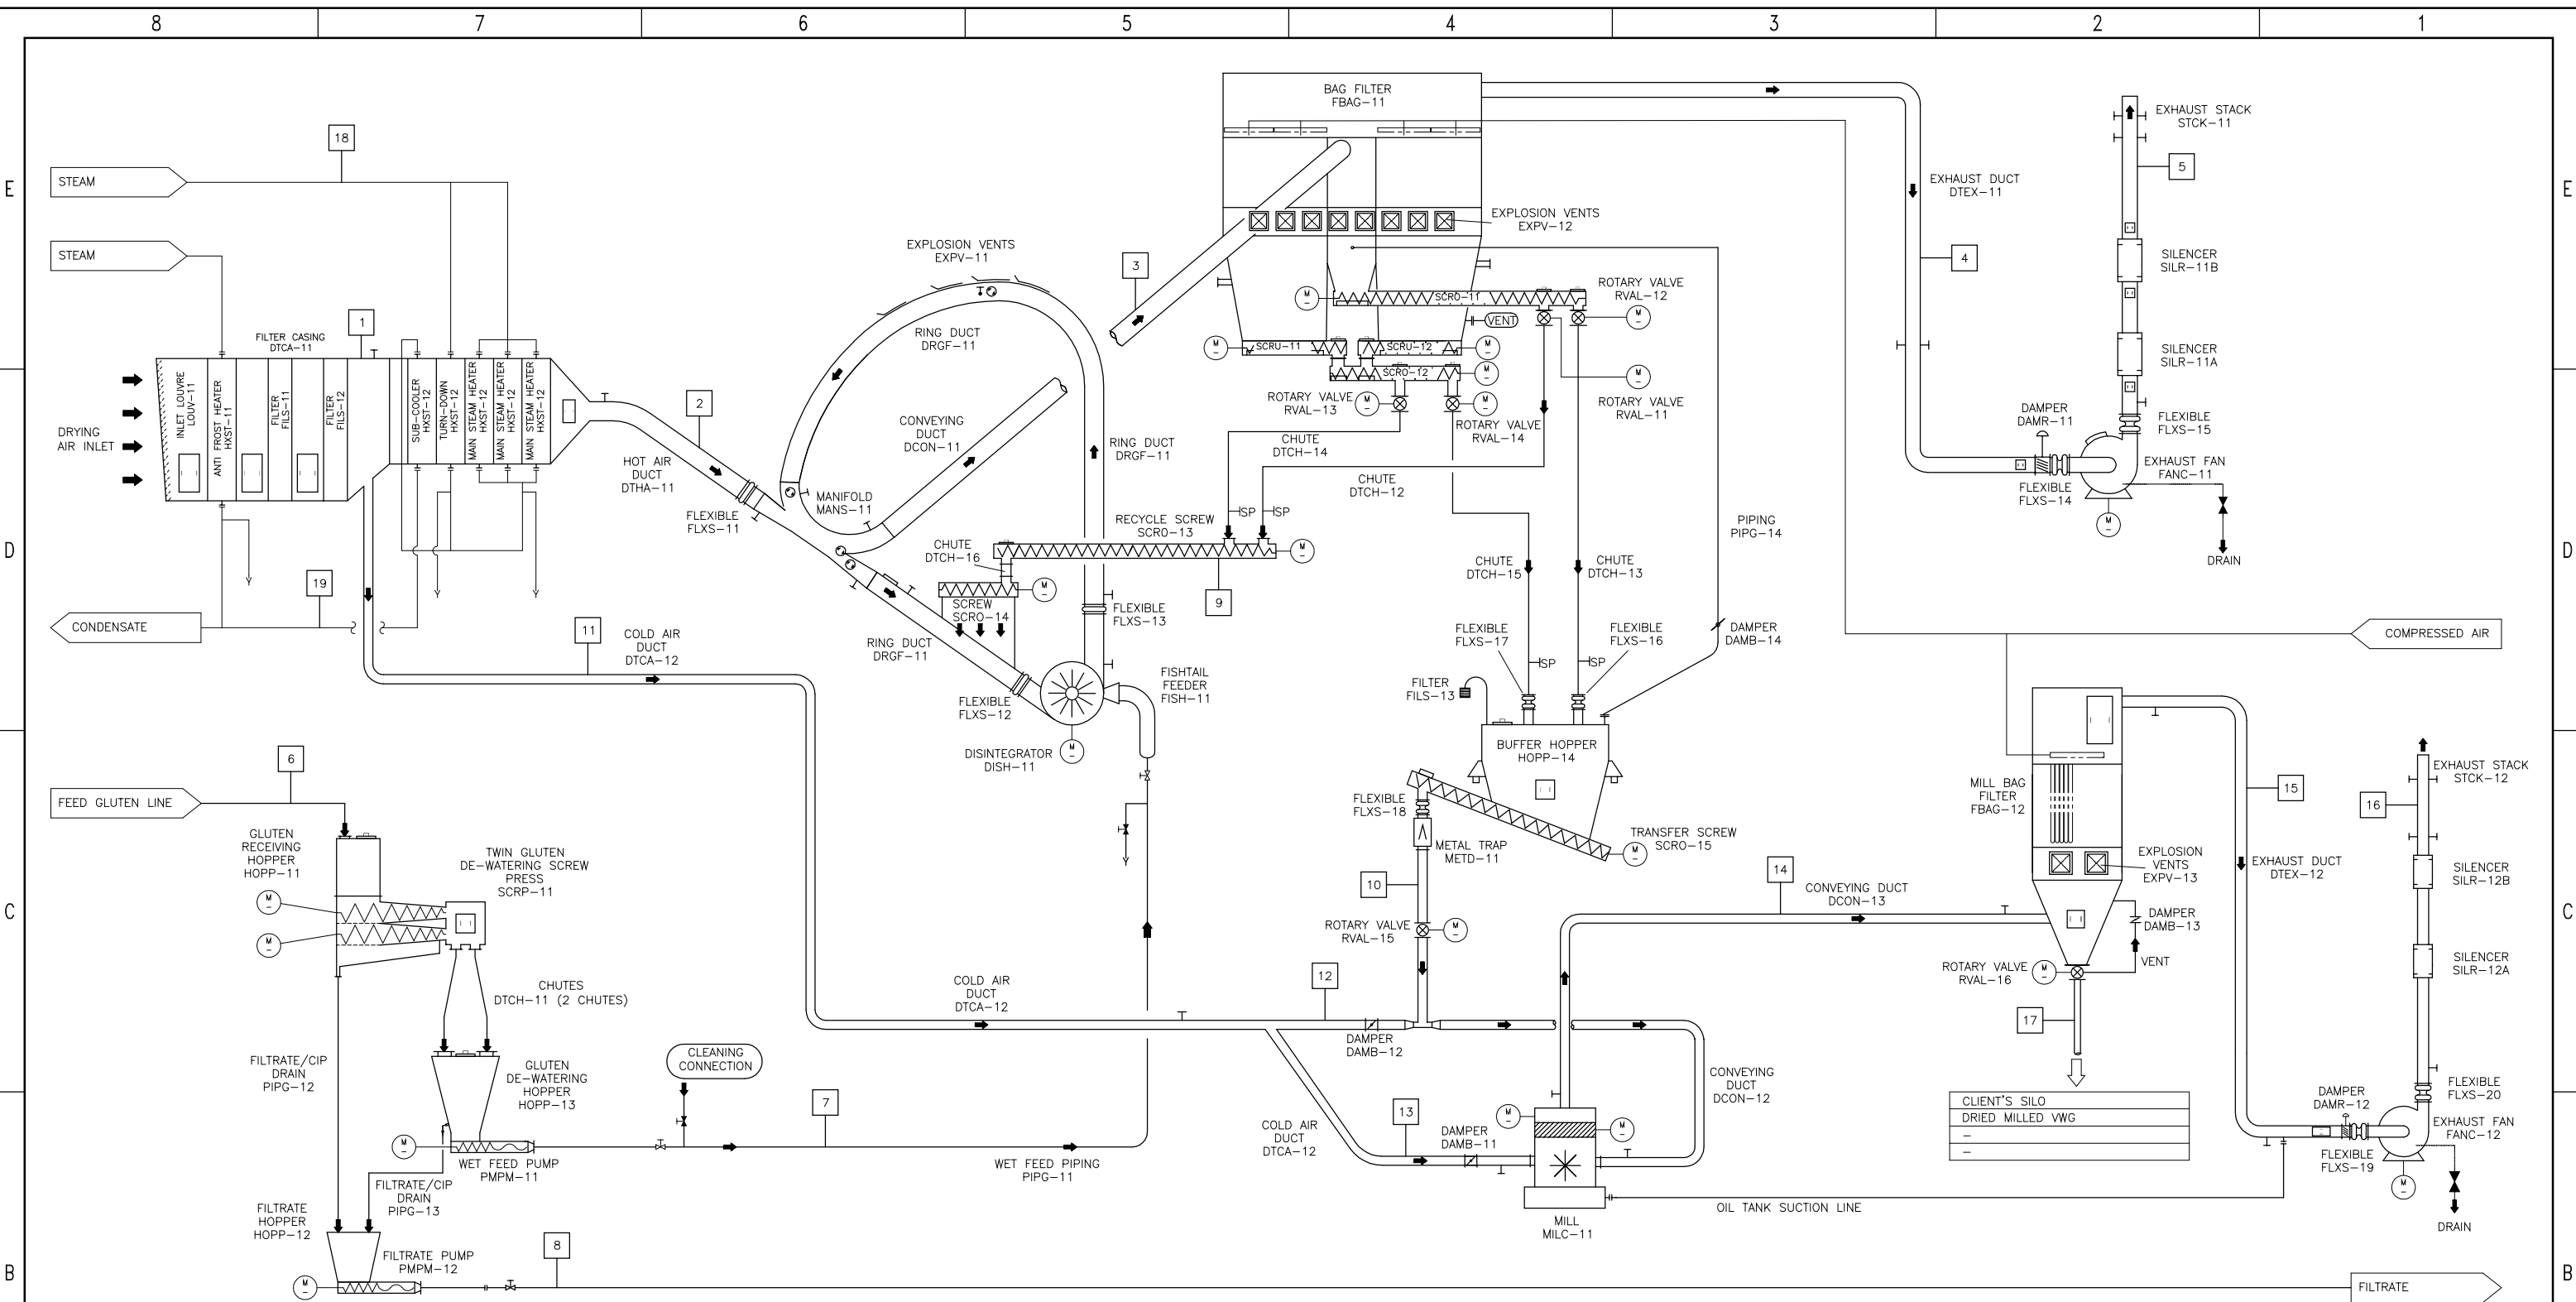 8
7
6
5
4
3
2
1
E
E
D
D
C
C
B
B
18
STEAM
STEAM
1
FILTER CASING
DTCA-11
DRYING
AIR INLET
INLET LOUVRE
LOUV-11
ANTI FROST HEATER
HXST-11
FILTER
FILS-11
FILTER
FILS-12
SUB-COOLER
HXST-12
TURN-DOWN
HXST-12
MAIN STEAM HEATER
HXST-12
MAIN STEAM HEATER
HXST-12
MAIN STEAM HEATER
HXST-12
2
HOT AIR
DUCT
DTHA-11
FLEXIBLE
FLXS-11
19
CONDENSATE
11
COLD AIR
DUCT
DTCA-12
EXPLOSION VENTS
EXPV-11
RING DUCT
DRGF-11
CONVEYING
DUCT
DCON-11
RING DUCT
DRGF-11
MANIFOLD
MANS-11
3
RECYCLE SCREW
SCRO-13
M
–
CHUTE
DTCH-16
9
SCREW
SCRO-14
M
–
RING DUCT
DRGF-11
FLEXIBLE
FLXS-13
FLEXIBLE
FLXS-12
FISHTAIL
FEEDER
FISH-11
DISINTEGRATOR
DISH-11
M
–
BAG FILTER
FBAG-11
EXPLOSION VENTS
EXPV-12
M
–
SCRO-11
ROTARY VALVE
RVAL-12
M
–
VENT
M
–
SCRU-11
SCRU-12
M
–
SCRO-12
M
–
ROTARY VALVE
RVAL-13
M
–
M
–
ROTARY VALVE
RVAL-14
M
–
ROTARY VALVE
RVAL-11
CHUTE
DTCH-14
CHUTE
DTCH-12
SP
SP
CHUTE
DTCH-15
CHUTE
DTCH-13
PIPING
PIPG-14
FLEXIBLE
FLXS-17
FLEXIBLE
FLXS-16
SP
SP
DAMPER
DAMB-14
FILTER
FILS-13
BUFFER HOPPER
HOPP-14
FLEXIBLE
FLXS-18
METAL TRAP
METD-11
TRANSFER SCREW
SCRO-15
M
–
10
ROTARY VALVE
RVAL-15
M
–
4
EXHAUST DUCT
DTEX-11
EXHAUST STACK
STCK-11
5
SILENCER
SILR-11B
SILENCER
SILR-11A
FLEXIBLE
FLXS-15
DAMPER
DAMR-11
EXHAUST FAN
FANC-11
FLEXIBLE
FLXS-14
M
–
DRAIN
COMPRESSED AIR
6
FEED GLUTEN LINE
GLUTEN
RECEIVING
HOPPER
HOPP-11
TWIN GLUTEN
DE-WATERING SCREW
PRESS
SCRP-11
M
–
M
–
CHUTES
DTCH-11 (2 CHUTES)
FILTRATE/CIP
DRAIN
PIPG-12
GLUTEN
DE-WATERING
HOPPER
HOPP-13
CLEANING
CONNECTION
7
M
–
WET FEED PUMP
PMPM-11
WET FEED PIPING
PIPG-11
FILTRATE/CIP
DRAIN
PIPG-13
FILTRATE
HOPPER
HOPP-12
FILTRATE PUMP
PMPM-12
M
–
8
FILTRATE
COLD AIR
DUCT
DTCA-12
12
DAMPER
DAMB-12
COLD AIR
DUCT
DTCA-12
13
DAMPER
DAMB-11
M
–
M
–
CONVEYING
DUCT
DCON-12
MILL
MILC-11
OIL TANK SUCTION LINE
14
CONVEYING DUCT
DCON-13
MILL BAG
FILTER
FBAG-12
EXPLOSION
VENTS
EXPV-13
DAMPER
DAMB-13
VENT
ROTARY VALVE
RVAL-16
M
–
17
CLIENT'S SILO
DRIED MILLED VWG
–
–
15
EXHAUST DUCT
DTEX-12
EXHAUST STACK
STCK-12
16
SILENCER
SILR-12B
SILENCER
SILR-12A
FLEXIBLE
FLXS-20
DAMPER
DAMR-12
EXHAUST FAN
FANC-12
FLEXIBLE
FLXS-19
M
–
DRAIN